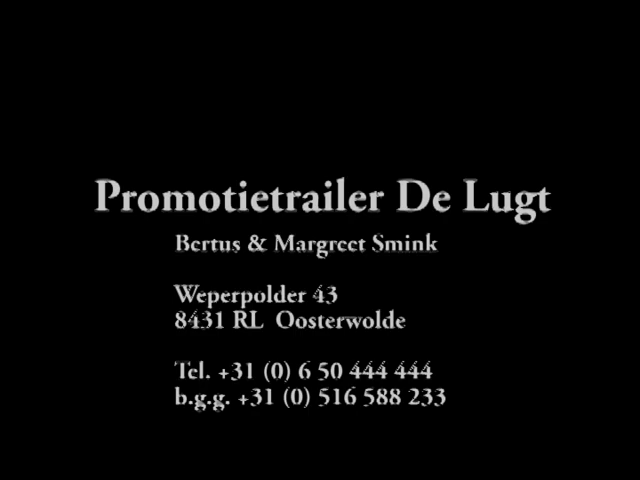 Promotietrailer De Lugt
Bertus & Margreet Smink
Weperpolder 43
8431 RL Oosterwolde
Tel. +31 (0) 6 50 444 444
b.g.g. +31 (0) 516 588 233